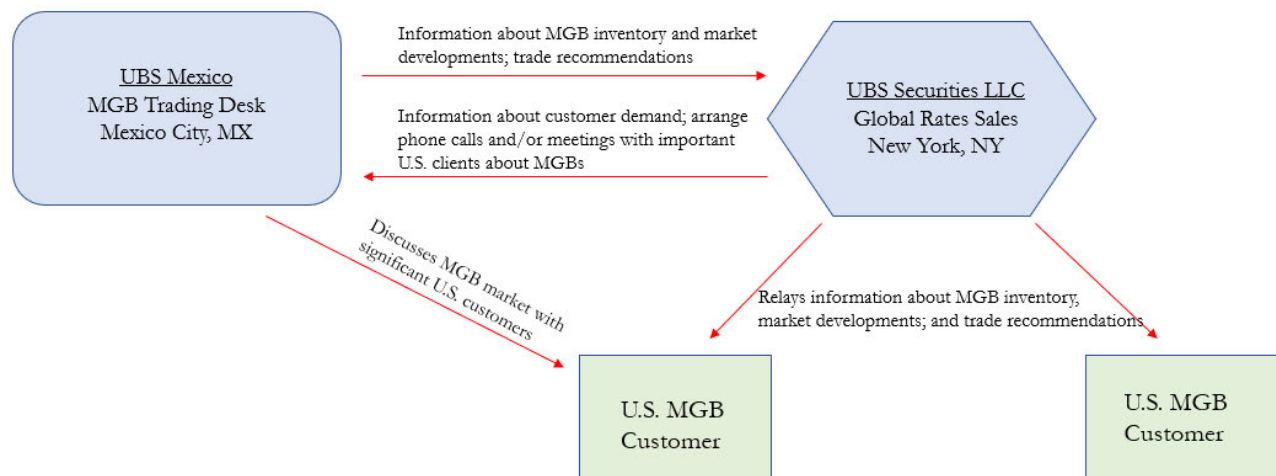 UBS Mexico
MGB Trading Desk
Mexico City, MX
Information about MGB inventory and market
developments; trade recommendations
Information about customer demand; arrange
phone calls and/or meetings with important
U.S. clients about MGBs
UBS Securities LLC
Global Rates Sales
New York, NY
Discusses MGB market with
significant U.S. customers
Relays information about MGB inventory,
market developments; and trade recommendations
U.S. MGB
Customer
U.S. MGB
Customer